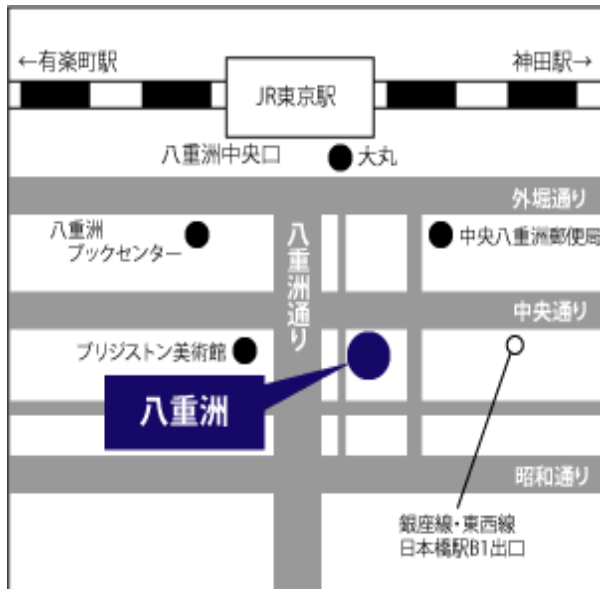 ←有楽町駅
神田駅→
JR東京駅
八重洲中央口
大丸
外堀通り
八重洲
ブックセンター
八重洲通り
中央八重洲郵便局
中央通り
ブリジストン美術館
八重洲
昭和通り
銀座線・東西線
日本橋駅B1出口